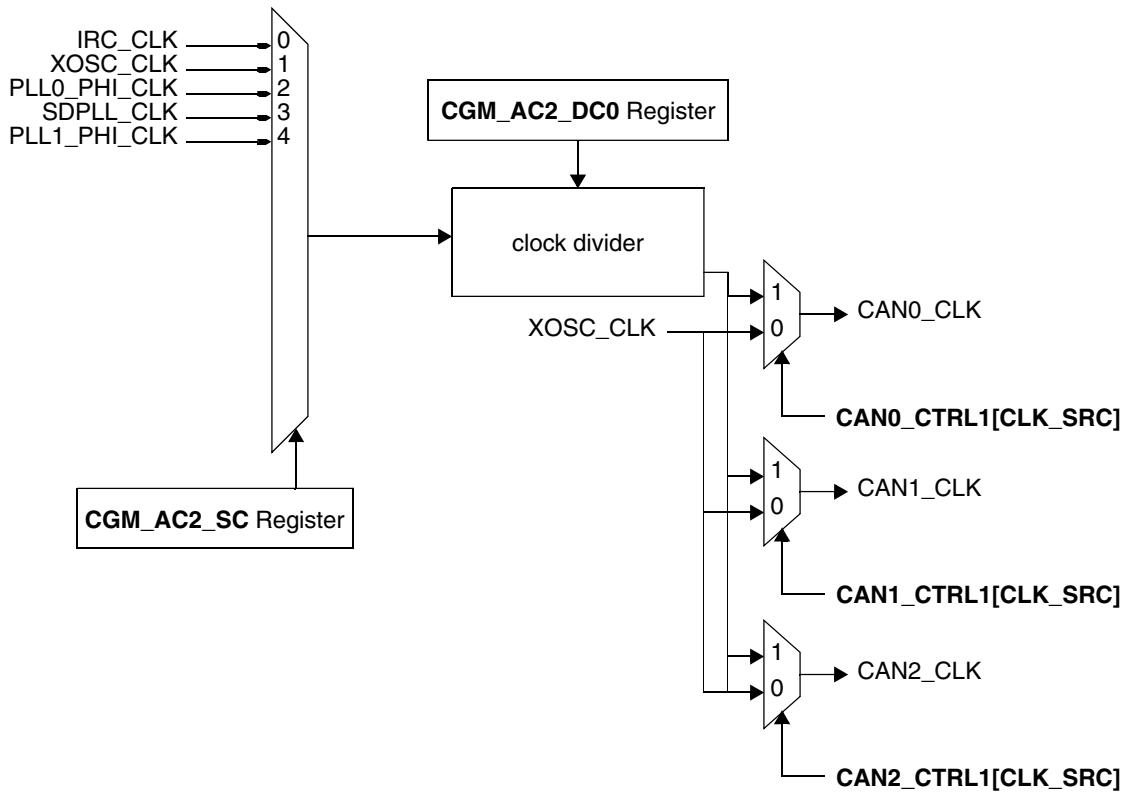 IRC_CLK
0
XOSC_CLK
1
PLL0_PHI_CLK
2
SDPLL_CLK
3
PLL1_PHI_CLK
4
CGM_AC2_DC0 Register
clock divider
XOSC_CLK
1
0
CAN0_CLK
CAN0_CTRL1[CLK_SRC]
CGM_AC2_SC Register
1
0
CAN1_CLK
CAN1_CTRL1[CLK_SRC]
1
0
CAN2_CLK
CAN2_CTRL1[CLK_SRC]